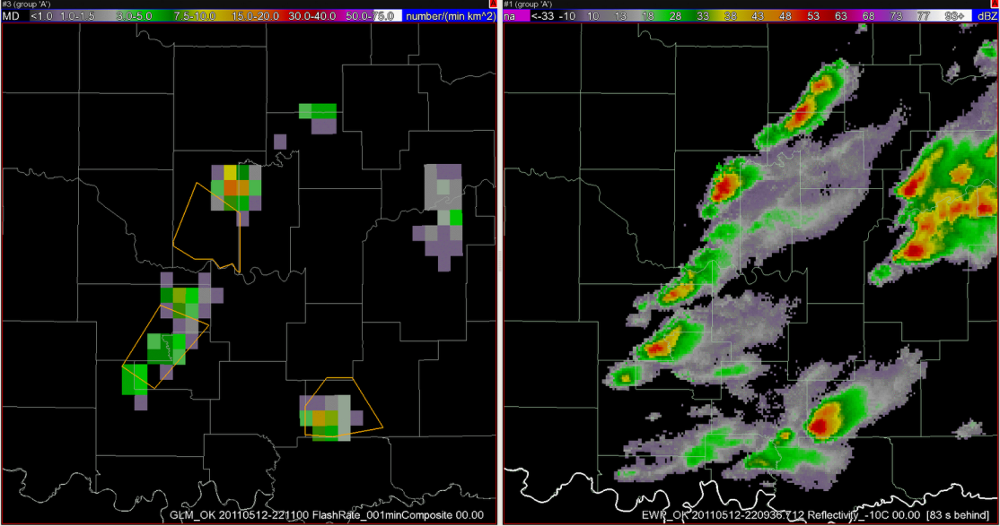 #3 (group 'A')
MD <1.0 1.0-1.5 3.0-5.0 7.5-10.0 15.0-20.0 30.0-40.0 50.0-75.0 number/(min km^2)
GLM_OK 20110512-221100 FlashRate_001minComposite 00.00
#1 (group 'A')
na <-33 -10 10 13 18 28 33 38 43 48 53 63 68 73 77 93+ dBZ
EWR_OK 20110512-220936.712 Reflectivity_-10C 00.00 [83 s behind]